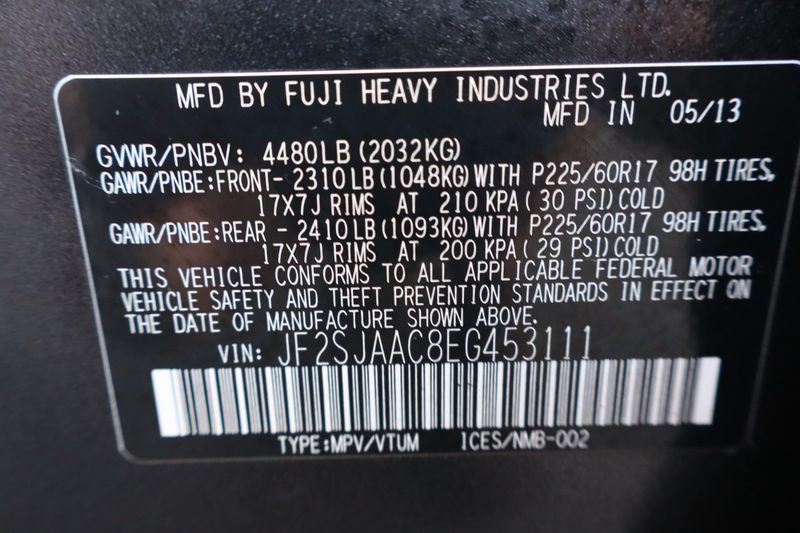 MFD BY FUJI HEAVY INDUSTRIES LTD.
MFD IN 05/13
GVWR/PNBV: 4480LB (2032KG)
GAWR/PNBE:FRONT- 2310LB (1048KG) WITH P225/60R17 98H TIRES,
17X7J RIMS AT 210 KPA( 30 PSI) COLD
GAWR/PNBE:REAR - 2410LB (1093KG) WITH P225/60R17 98H TIRES,
17X7J RIMS AT 200 KPA( 29 PSI) COLD
THIS VEHICLE CONFORMS TO ALL APPLICABLE FEDERAL MOTOR
VEHICLE SAFETY AND THEFT PREVENTION STANDARDS IN EFFECT ON
THE DATE OF MANUFACTURE SHOWN ABOVE.
VIN: JF2SJAAC8EG453111
TYPE:MPV/VTUM ICES/NMB-002